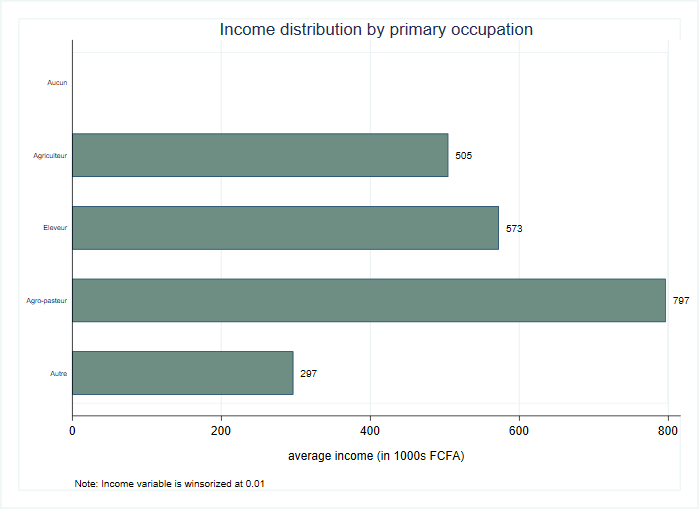 Income distribution by primary occupation
Aucun
Agriculteur
505
Eleveur
573
Agro-pasteur
797
Autre
297
0 200 400 600 800
average income (in 1000s FCFA)
Note: Income variable is winsorized at 0.01